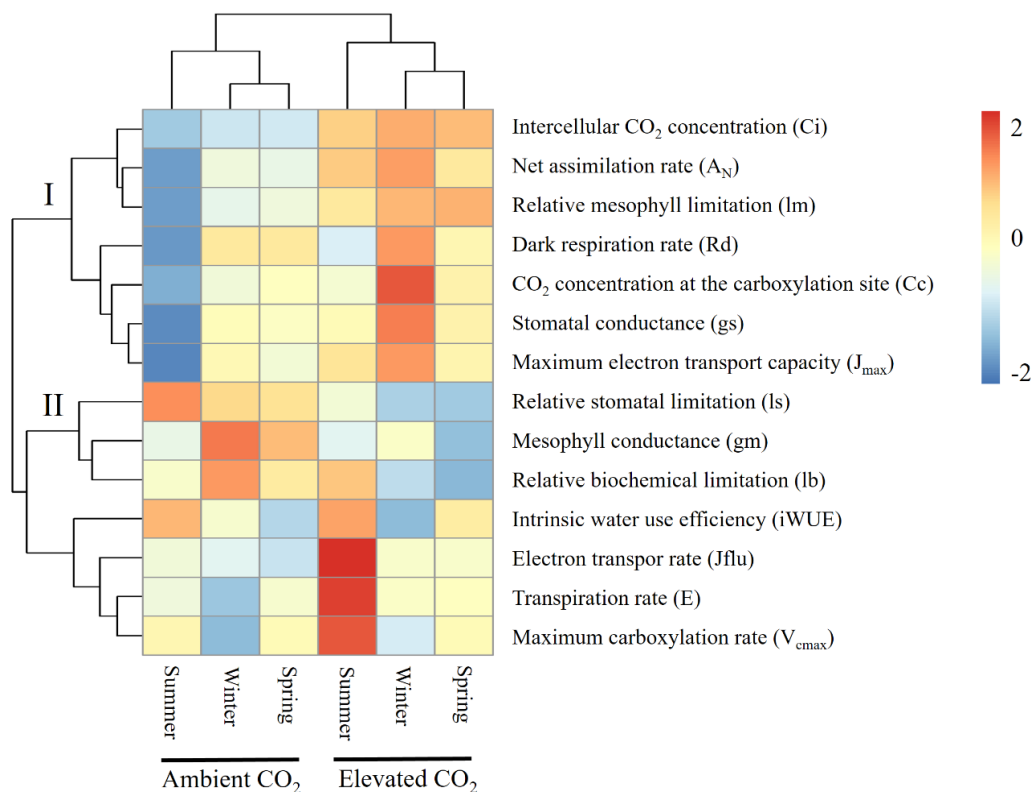 Intercellular CO₂ concentration (Ci)
2
Net assimilation rate (A_N)
I
Relative mesophyll limitation (lm)
Dark respiration rate (Rd)
0
CO₂ concentration at the carboxylation site (Cc)
Stomatal conductance (gs)
Maximum electron transport capacity (J_max)
-2
II
Relative stomatal limitation (ls)
Mesophyll conductance (gm)
Relative biochemical limitation (lb)
Intrinsic water use efficiency (iWUE)
Electron transpor rate (Jflu)
Transpiration rate (E)
Maximum carboxylation rate (V_cmax)
Summer
Winter
Spring
Summer
Winter
Spring
Ambient CO₂
Elevated CO₂